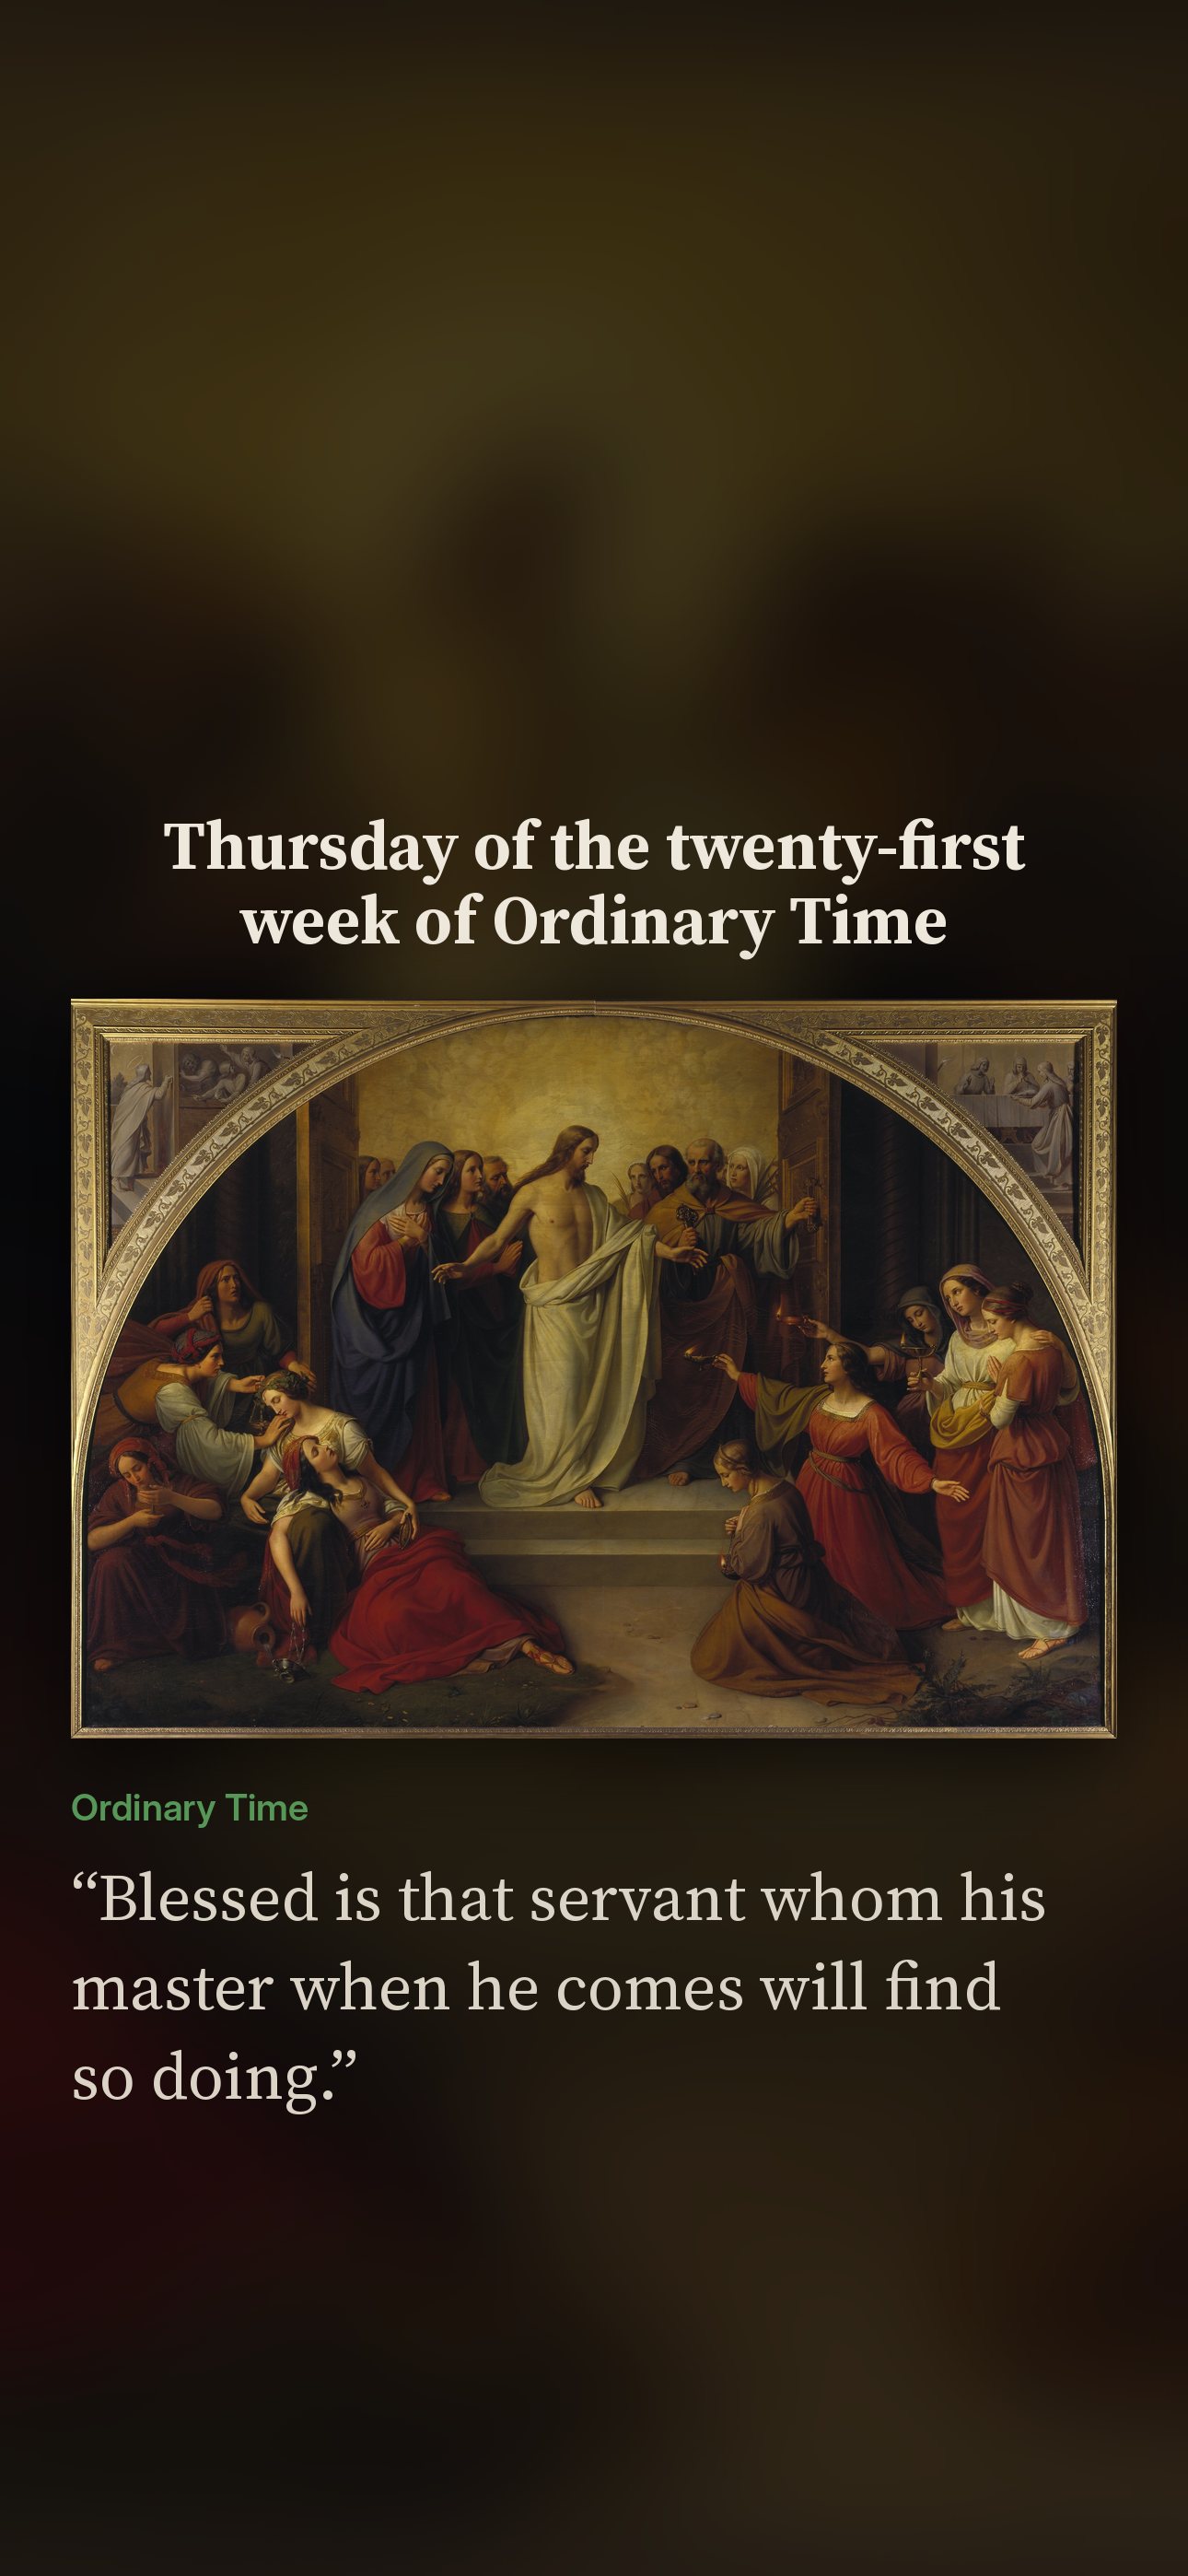 Thursday of the twenty-first
week of Ordinary Time
Ordinary Time
“Blessed is that servant whom his
master when he comes will find
so doing.”